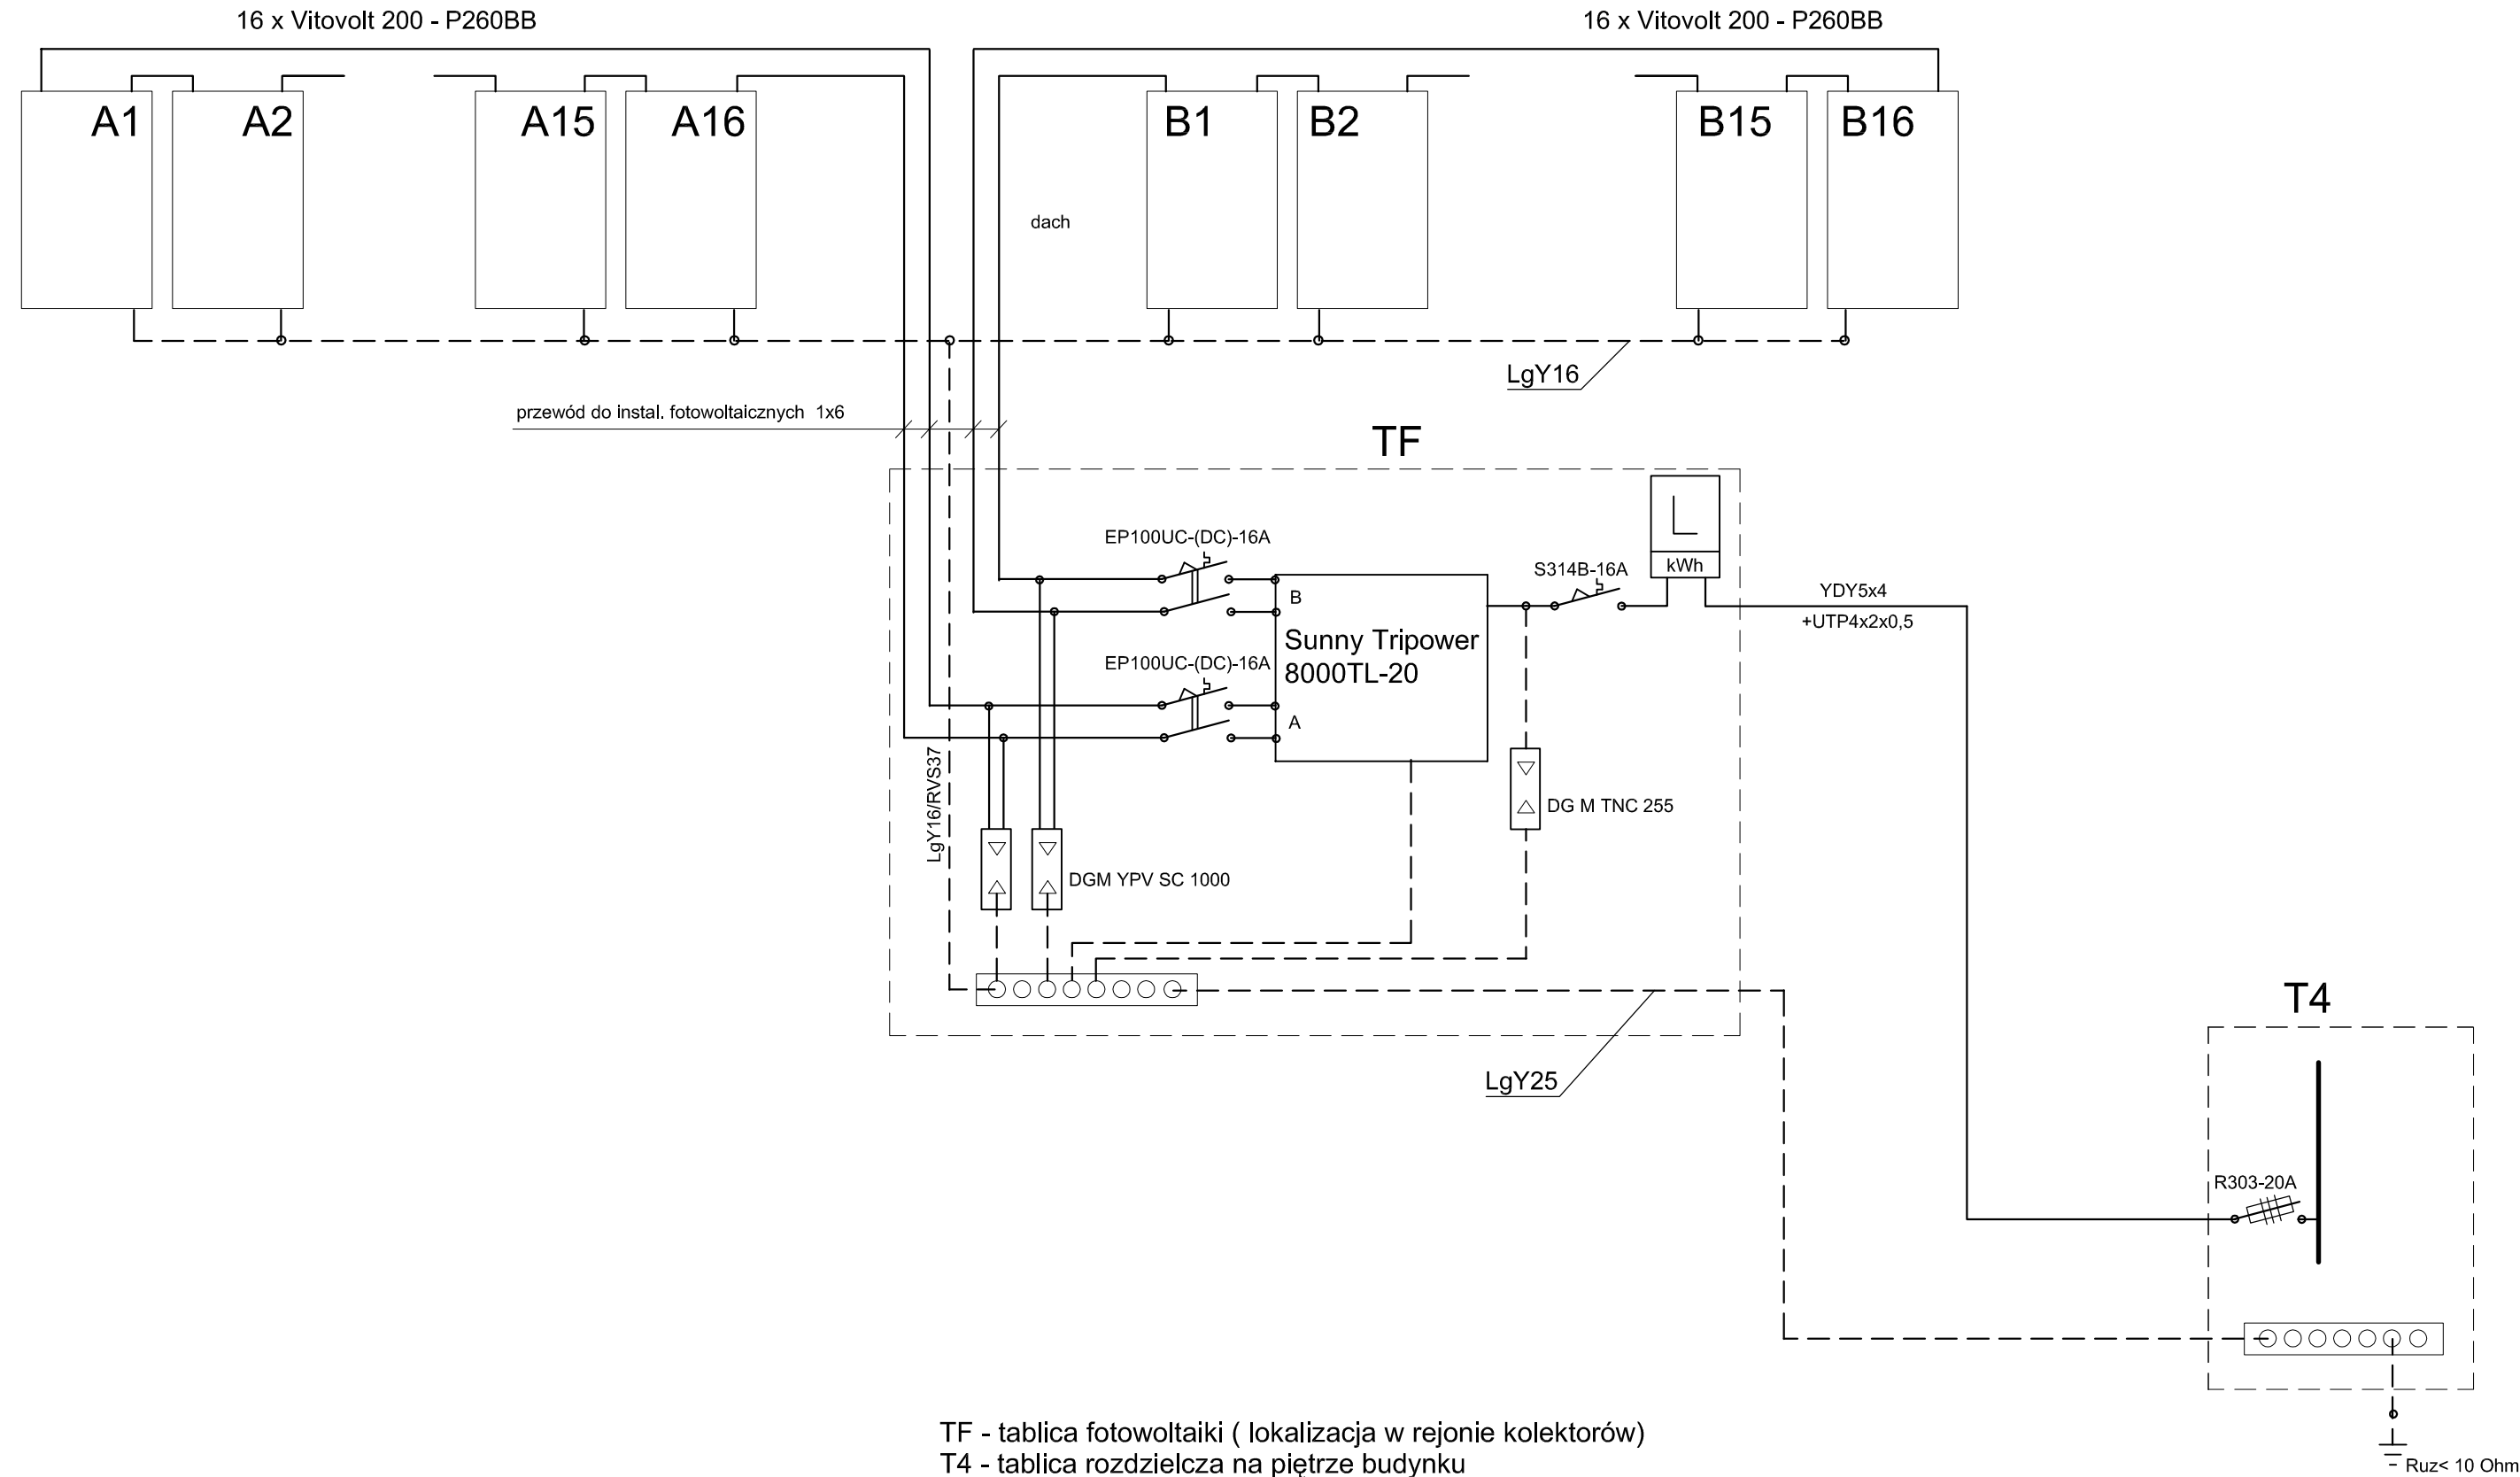 16 x Vitovolt 200 - P260BB
16 x Vitovolt 200 - P260BB
A1
A2
A15
A16
B1
B2
B15
B16
dach
LgY16
przewód do instal. fotowoltaicznych 1x6
TF
EP100UC-(DC)-16A
L
kWh
S314B-16A
YDY5x4
+UTP4x2x0,5
B
Sunny Tripower
8000TL-20
EP100UC-(DC)-16A
A
LgY16/RVS37
DG M TNC 255
DGM YPV SC 1000
T4
LgY25
R303-20A
TF - tablica fotowoltaiki ( lokalizacja w rejonie kolektorów)
T4 - tablica rozdzielcza na piętrze budynku
Ruz< 10 Ohm